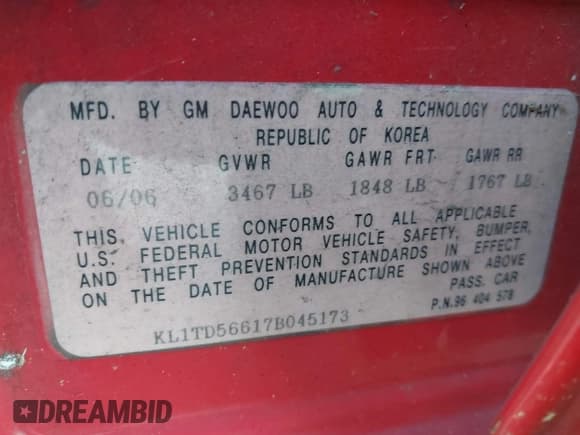 MFD. BY GM DAEWOO AUTO & TECHNOLOGY COMPANY
REPUBLIC OF KOREA
DATE GVWR GAWR FRT GAWR RR
06/06 3467 LB 1848 LB 1767 LB
THIS VEHICLE CONFORMS TO ALL APPLICABLE
U.S. FEDERAL MOTOR VEHICLE SAFETY, BUMPER,
AND THEFT PREVENTION STANDARDS IN EFFECT
ON THE DATE OF MANUFACTURE SHOWN ABOVE
PASS. CAR
P.N.96 404 578
KL1TD56617B045173
DREAMBID